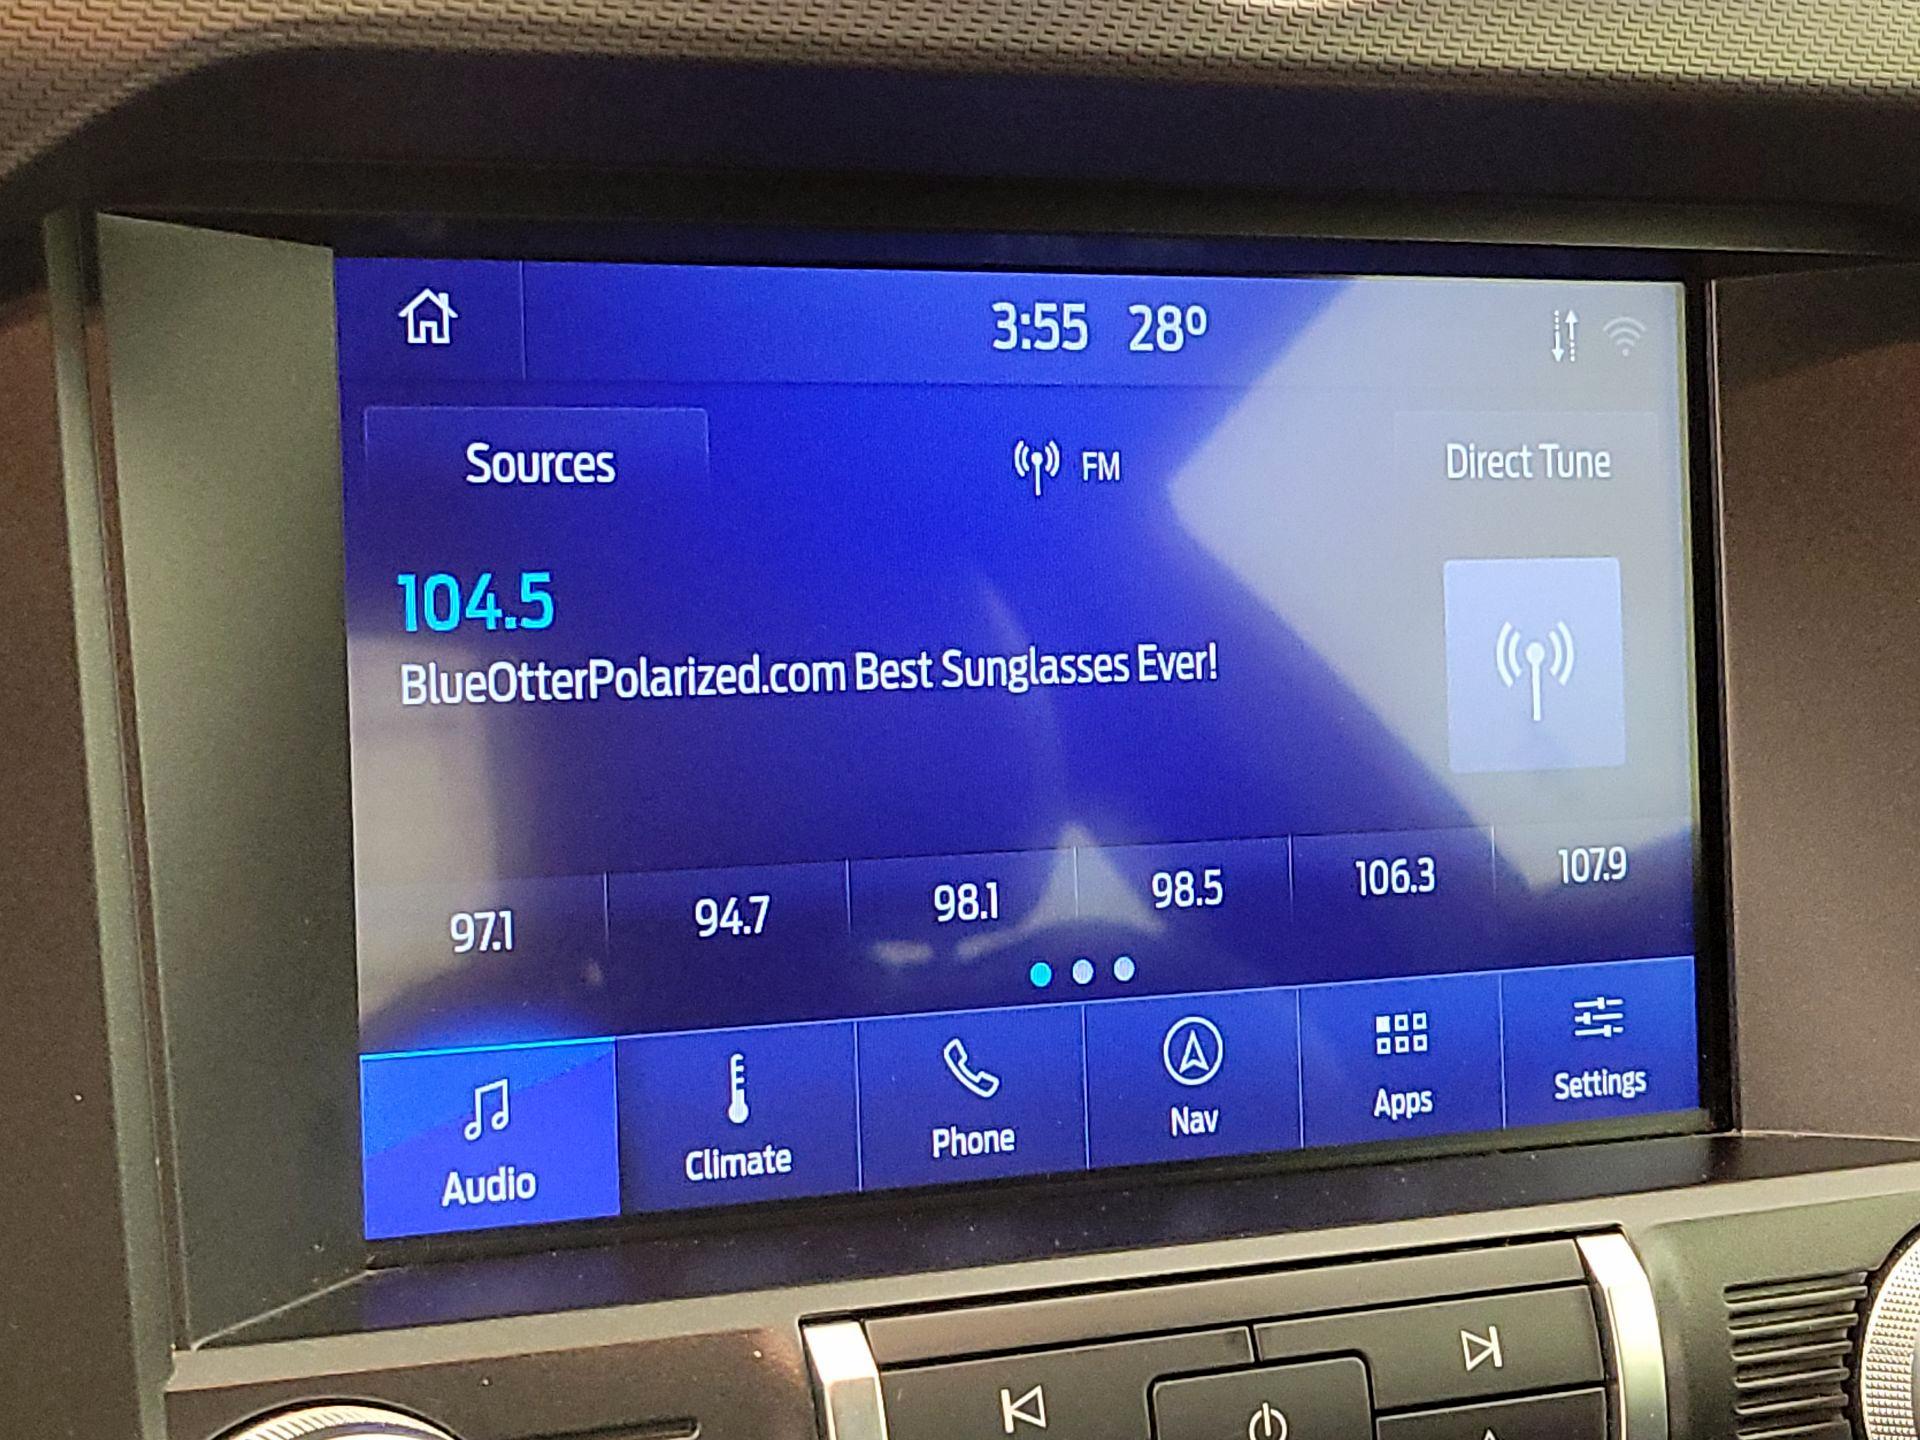 3:55 28°
Sources
FM
Direct Tune
104.5
BlueOtterPolarized.com Best Sunglasses Ever!
97.1 94.7 98.1 98.5 106.3 107.9
Audio Climate Phone Nav Apps Settings